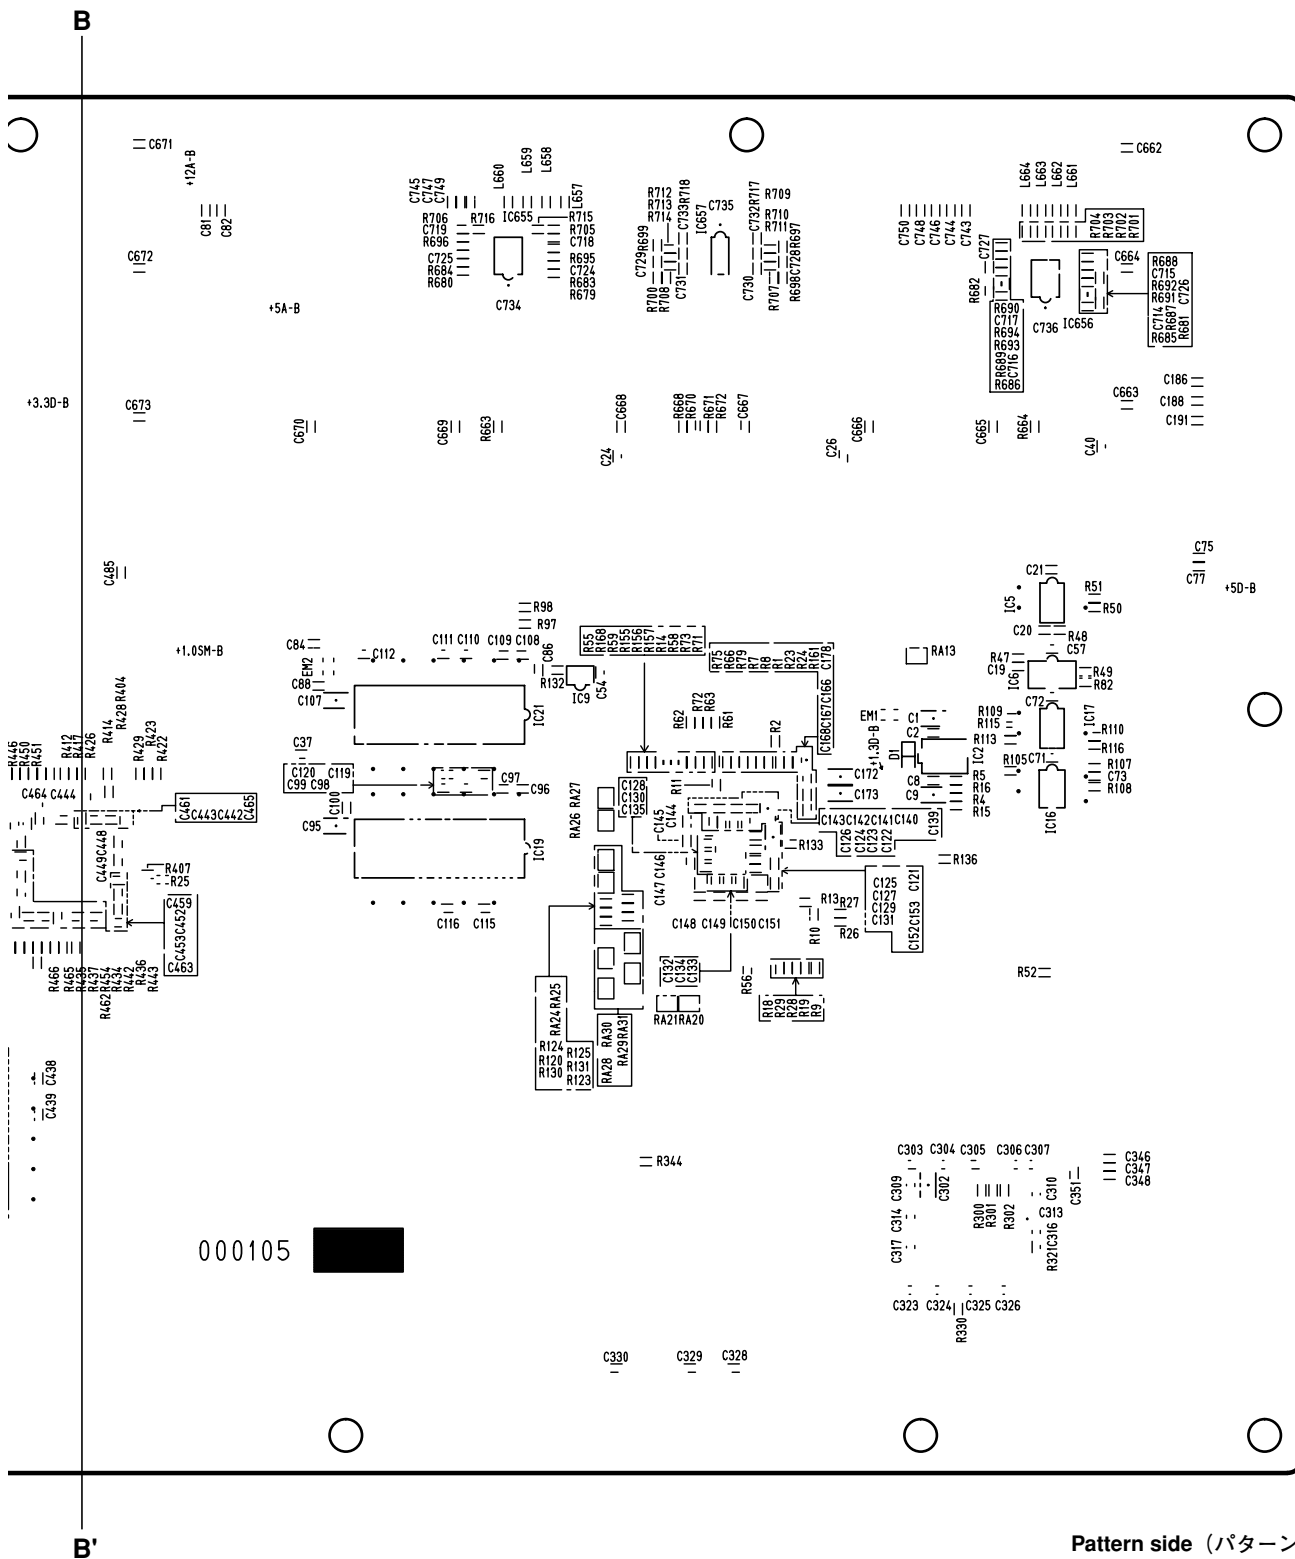 B
C671
+12A-B
C81
C82
C672
+5A-B
+3.3D-B
C673
C670
C745
C747
C749
L660
L659
L658
L657
R706
R716
IC655
R715
C719
R705
R696
C718
C725
R695
R684
C724
R680
R683
R679
C734
R712
R713
R714
C733
R718
IC657
C735
C732
R717
R709
R710
R711
R697
C729
R699
R700
R708
C731
C730
R707
R698
C728
C750
C748
C746
C744
C743
L664
L663
L662
L661
C662
C727
R704
R703
R702
R701
C664
R682
R690
C717
R694
R693
R689
C716
R686
C736
IC656
R688
C715
R692
R691
C726
C714
R687
R685
R681
C669
R663
C668
C24
R668
R670
R671
R672
C667
C26
C666
C665
R664
C663
C40
C186
C188
C191
C485
+1.0SM-B
R98
R97
C84
EM2
C88
C107
C112
C111
C110
C109
C108
C86
R132
IC9
C54
IC21
R55
R168
R59
R155
R156
R157
R14
R58
R73
R71
R75
R66
R79
R7
R8
R1
R23
R24
R161
C178
C168
C167
C166
RA13
C21
IC5
R51
R50
C20
R48
C57
R47
C19
IC6
R49
R82
C72
IC17
C75
C77
+5D-B
R62
R72
R63
R61
R2
EM1
C1
C2
+1.3D-B
D1
IC2
C8
C9
R109
R115
R113
R105
C71
R5
R16
R4
R15
IC16
R110
R116
R107
C73
R108
R446
R450
R451
R412
R417
R426
R414
R428
R404
R429
R423
R422
C464
C444
C461
C443
C442
C465
C449
C448
R407
R25
C459
C453
C452
C463
R466
R465
R435
R437
R454
R462
R434
R442
R436
R443
C37
C120
C119
C99
C98
C100
C95
C97
C96
IC19
C116
C115
RA26
RA27
C128
C130
C135
R11
C145
C144
C147
C146
C148
C149
C150
C151
C172
C173
C143
C142
C141
C140
C139
C126
C124
C123
C122
R133
R136
C125
C121
C127
C129
C153
C131
C152
R13
R27
R10
R26
C132
C134
C133
RA21
RA20
R56
R18
R29
R28
R19
R9
R52
RA24
RA25
R124
R125
R120
R131
R130
R123
RA28
RA30
RA29
RA31
C438
C439
R344
C303
C304
C305
C306
C307
C309
C302
C310
C314
R300
R301
R302
C313
C317
R321
C316
C351
C346
C347
C348
C323
C324
C325
C326
R330
C330
C329
C328
000105
B'
Pattern side（パターン